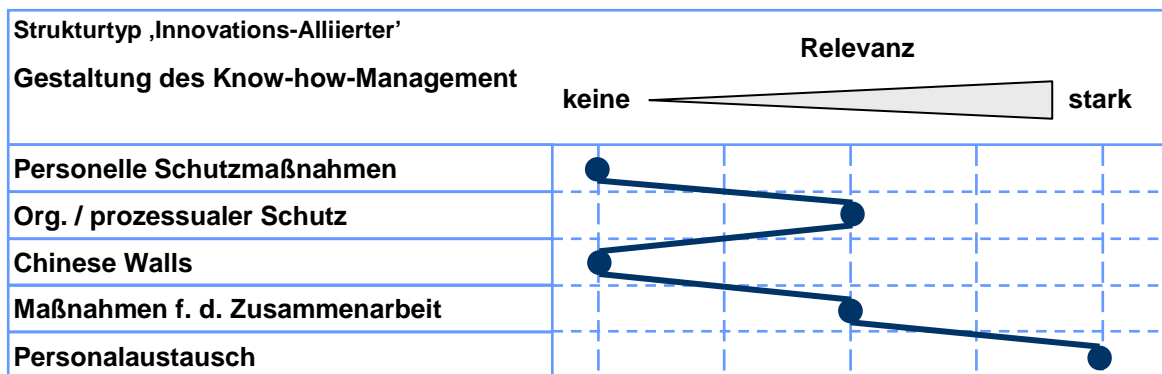 Strukturtyp ‚Innovations-Alliierter’
Gestaltung des Know-how-Management
Relevanz
keine
stark
Personelle Schutzmaßnahmen
Org. / prozessualer Schutz
Chinese Walls
Maßnahmen f. d. Zusammenarbeit
Personalaustausch